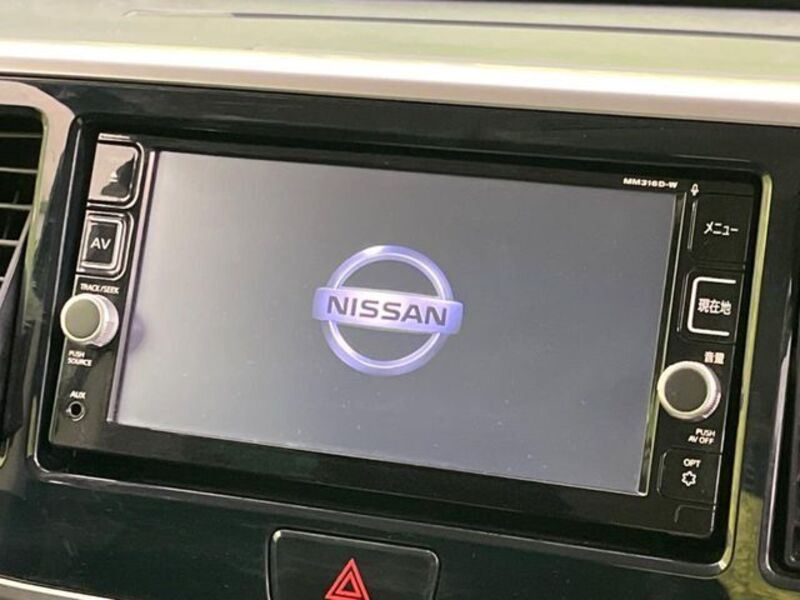 MM316D-W
AV
メニュー
TRACK/SEEK
NISSAN
現在地
PUSH
SOURCE
音量
AUX
PUSH
AV OFF
OPT